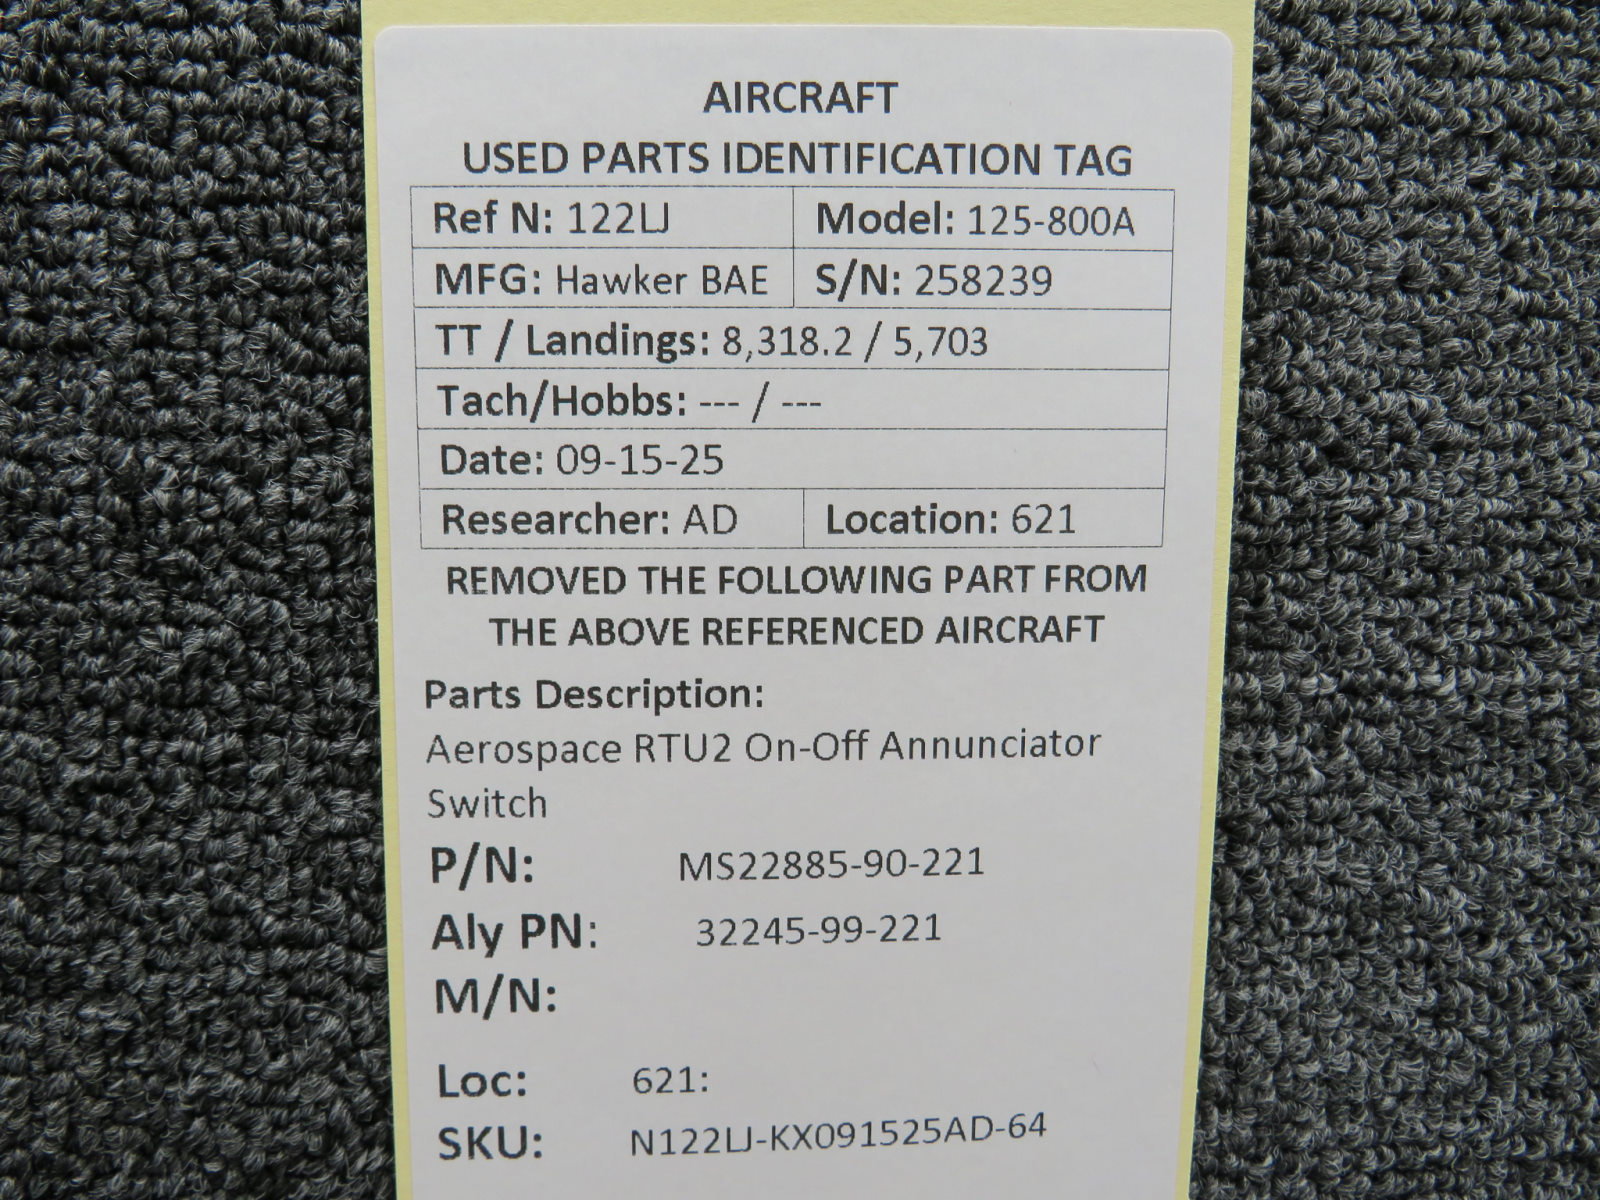 AIRCRAFT
USED PARTS IDENTIFICATION TAG
Ref N: 122LJ Model: 125-800A
MFG: Hawker BAE S/N: 258239
TT / Landings: 8,318.2 / 5,703
Tach/Hobbs: --- / ---
Date: 09-15-25
Researcher: AD Location: 621
REMOVED THE FOLLOWING PART FROM
THE ABOVE REFERENCED AIRCRAFT
Parts Description:
Aerospace RTU2 On-Off Annunciator
Switch
P/N: MS22885-90-221
Aly PN: 32245-99-221
M/N:
Loc: 621:
SKU: N122LJ-KX091525AD-64